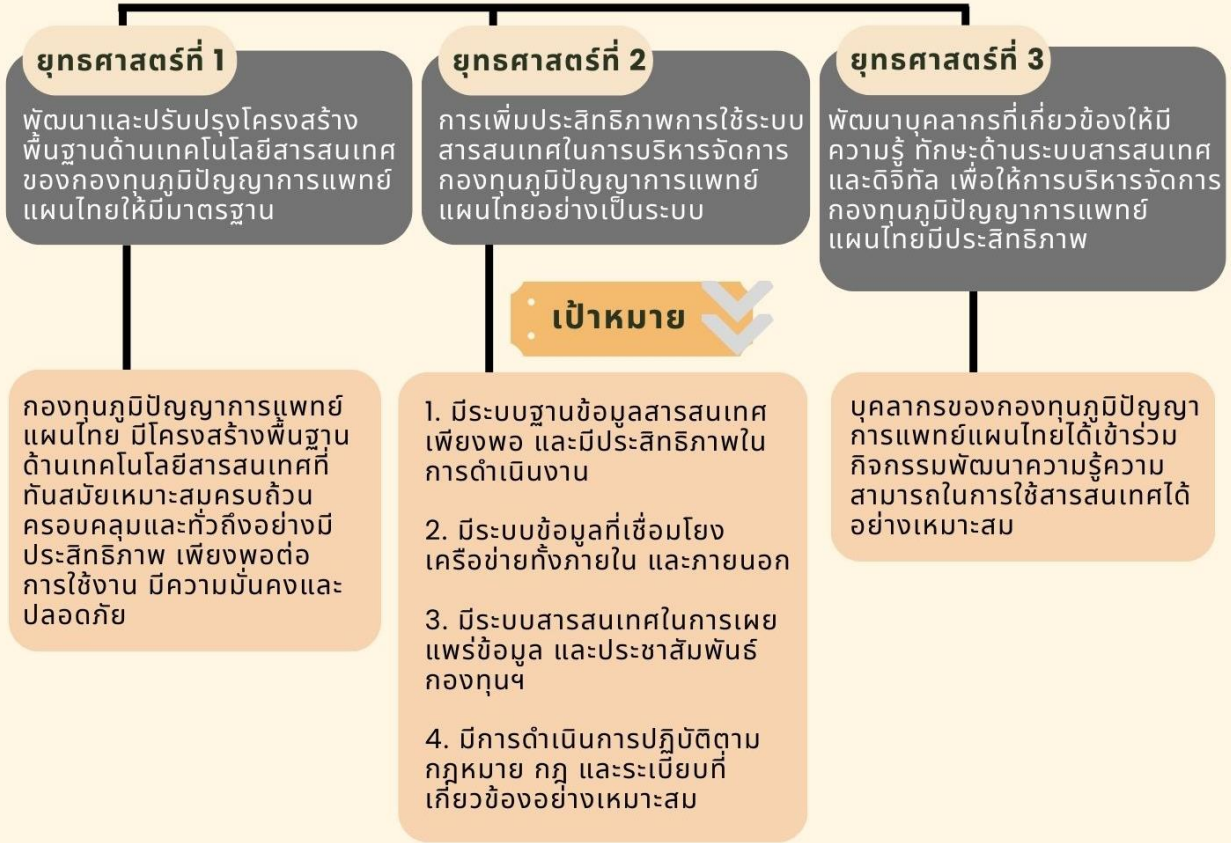 ยุทธศาสตร์ที่ 1
พัฒนาและปรับปรุงโครงสร้าง
พื้นฐานด้านเทคโนโลยีสารสนเทศ
ของกองทุนภูมิปัญญาการแพทย์
แผนไทยให้มีมาตรฐาน
ยุทธศาสตร์ที่ 2
การเพิ่มประสิทธิภาพการใช้ระบบ
สารสนเทศในการบริหารจัดการ
กองทุนภูมิปัญญาการแพทย์
แผนไทยอย่างเป็นระบบ
ยุทธศาสตร์ที่ 3
พัฒนาบุคลากรที่เกี่ยวข้องให้มี
ความรู้ ทักษะด้านระบบสารสนเทศ
และดิจิทัล เพื่อให้การบริหารจัดการ
กองทุนภูมิปัญญาการแพทย์
แผนไทยมีประสิทธิภาพ
เป้าหมาย
กองทุนภูมิปัญญาการแพทย์
แผนไทย มีโครงสร้างพื้นฐาน
ด้านเทคโนโลยีสารสนเทศที่
ทันสมัยเหมาะสมครบถ้วน
ครอบคลุมและทั่วถึงอย่างมี
ประสิทธิภาพ เพียงพอต่อ
การใช้งาน มีความมั่นคงและ
ปลอดภัย
1. มีระบบฐานข้อมูลสารสนเทศ
เพียงพอ และมีประสิทธิภาพใน
การดำเนินงาน
2. มีระบบข้อมูลที่เชื่อมโยง
เครือข่ายทั้งภายใน และภายนอก
3. มีระบบสารสนเทศในการเผย
แพร่ข้อมูล และประชาสัมพันธ์
กองทุนฯ
4. มีการดำเนินการปฏิบัติตาม
กฎหมาย กฎ และระเบียบที่
เกี่ยวข้องอย่างเหมาะสม
บุคลากรของกองทุนภูมิปัญญา
การแพทย์แผนไทยได้เข้าร่วม
กิจกรรมพัฒนาความรู้ความ
สามารถในการใช้สารสนเทศได้
อย่างเหมาะสม